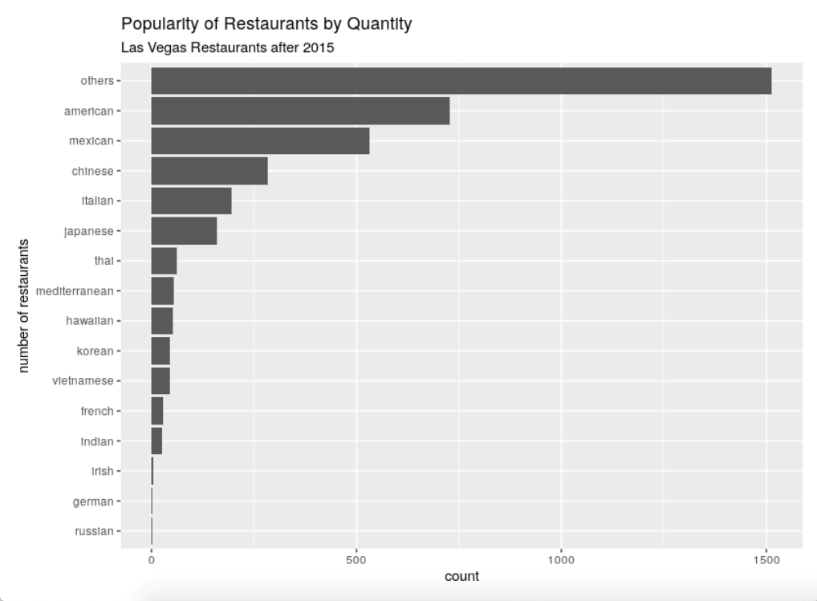 Popularity of Restaurants by Quantity
Las Vegas Restaurants after 2015
others
american
mexican
chinese
italian
japanese
thai
mediterranean
hawaiian
korean
vietnamese
french
indian
irish
german
russian
number of restaurants
0 500 1000 1500
count